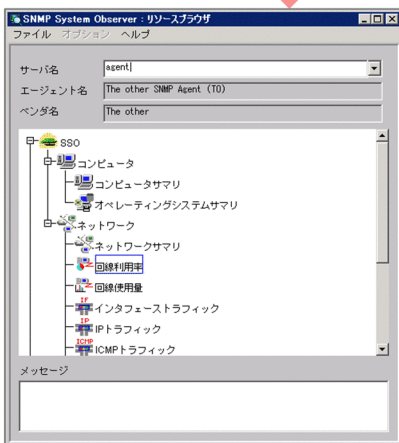 SNMP System Observer : リソースブラウザ
ファイル オプション ヘルプ
サーバ名 agent
エージェント名 The other SNMP Agent (T0)
ベンダ名 The other
SSO
コンピュータ
コンピュータサマリ
オペレーティングシステムサマリ
ネットワーク
ネットワークサマリ
回線利用率
回線使用量
IF インタフェーストラフィック
IP IPトラフィック
ICMP ICMPトラフィック
メッセージ